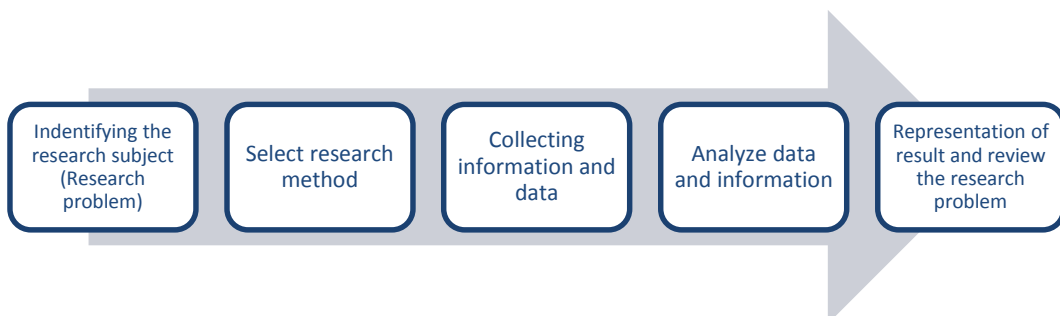 Indentifying the
research subject
(Research
problem)
Select research
method
Collecting
information and
data
Analyze data
and information
Representation of
result and review
the research
problem